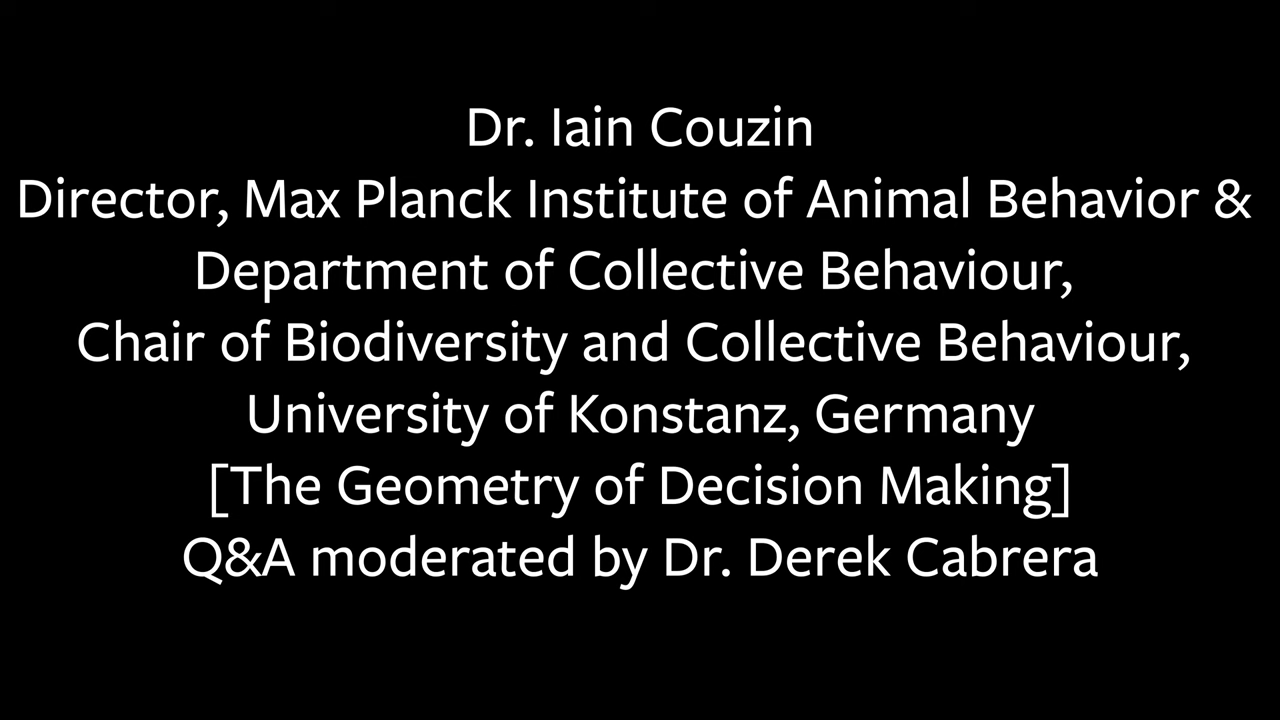 Dr. Iain Couzin
Director, Max Planck Institute of Animal Behavior &
Department of Collective Behaviour,
Chair of Biodiversity and Collective Behaviour,
University of Konstanz, Germany
[The Geometry of Decision Making]
Q&A moderated by Dr. Derek Cabrera